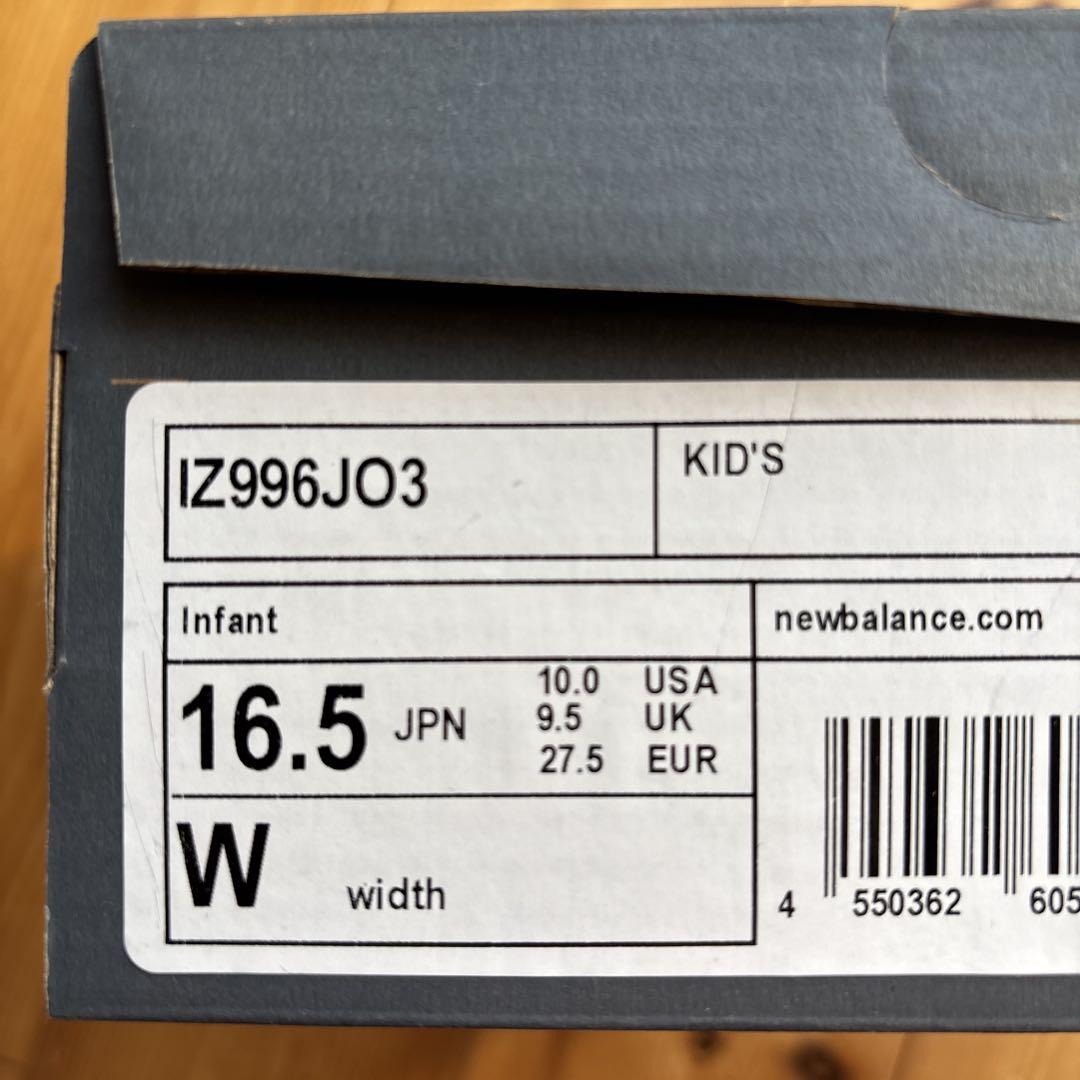 IZ996JO3
KID'S
Infant
newbalance.com
16.5 JPN
10.0 USA
9.5 UK
27.5 EUR
W width
4 550362 605